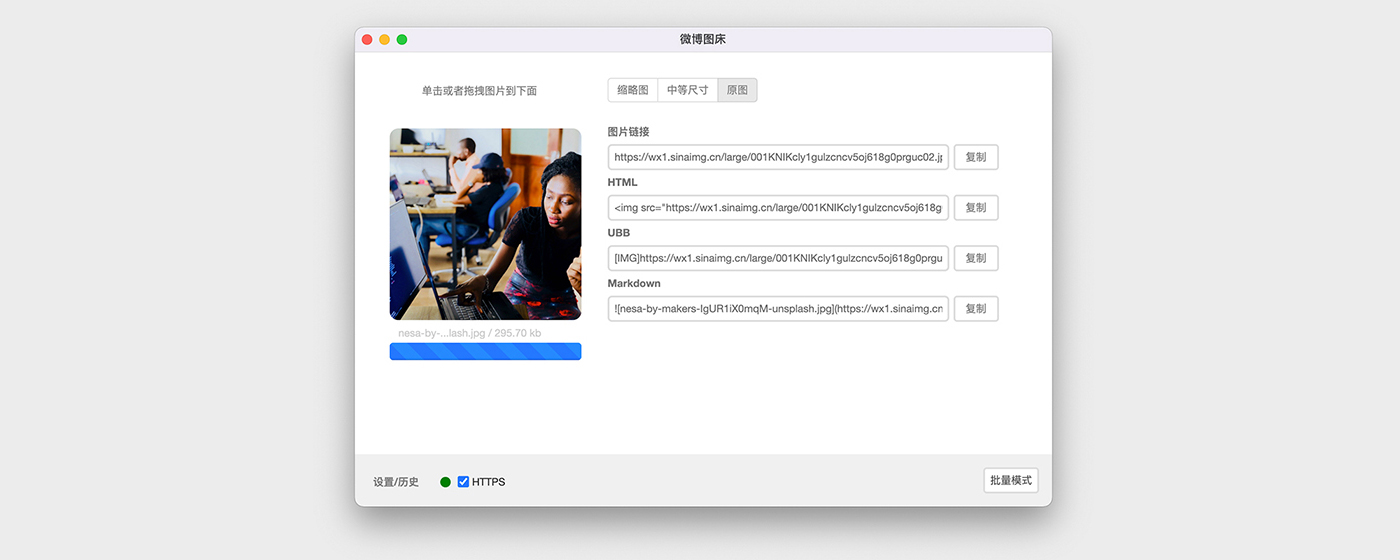 微博图床
单击或者拖拽图片到下面
缩略图 中等尺寸 原图
图片链接
https://wx1.sinaimg.cn/large/001KNIKcly1gulzcncv5oj618g0prguc02.jp 复制
HTML
<img src="https://wx1.sinaimg.cn/large/001KNIKcly1gulzcncv5oj618g 复制
UBB
[IMG]https://wx1.sinaimg.cn/large/001KNIKcly1gulzcncv5oj618g0prgu 复制
Markdown
![nesa-by-makers-IgUR1iX0mqM-unsplash.jpg](https://wx1.sinaimg.cn 复制
nesa-by-...lash.jpg / 295.70 kb
设置/历史 HTTPS 批量模式